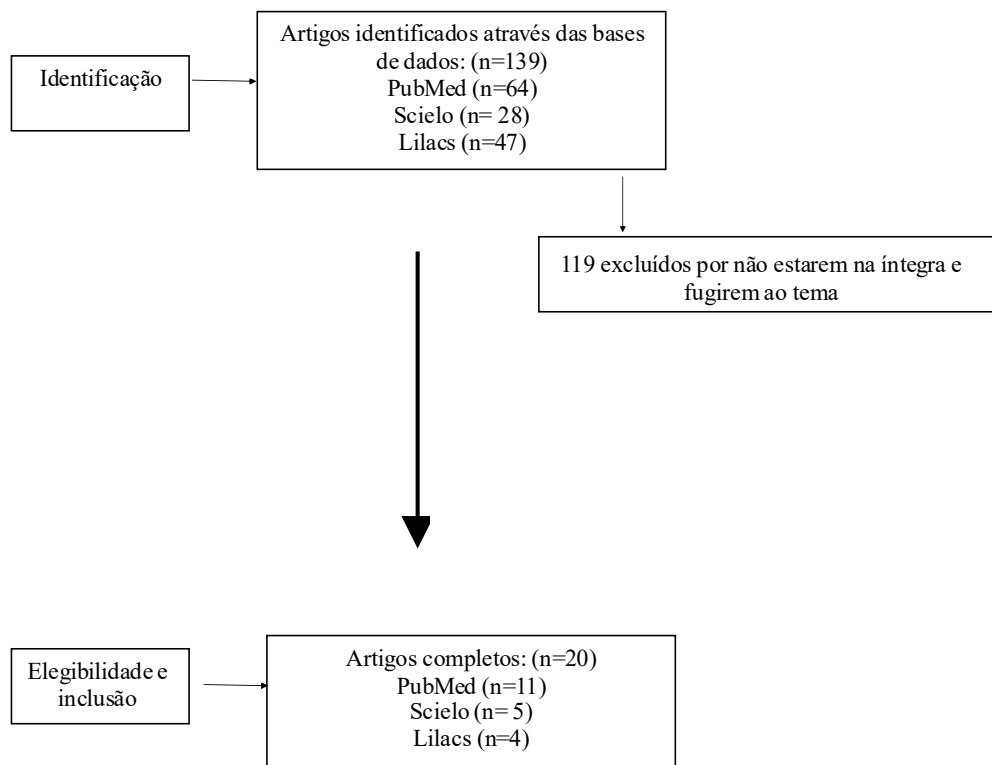 Identificação
Artigos identificados através das bases
de dados: (n=139)
PubMed (n=64)
Scielo (n= 28)
Lilacs (n=47)
119 excluídos por não estarem na íntegra e
fugirem ao tema
Elegibilidade e
inclusão
Artigos completos: (n=20)
PubMed (n=11)
Scielo (n= 5)
Lilacs (n=4)